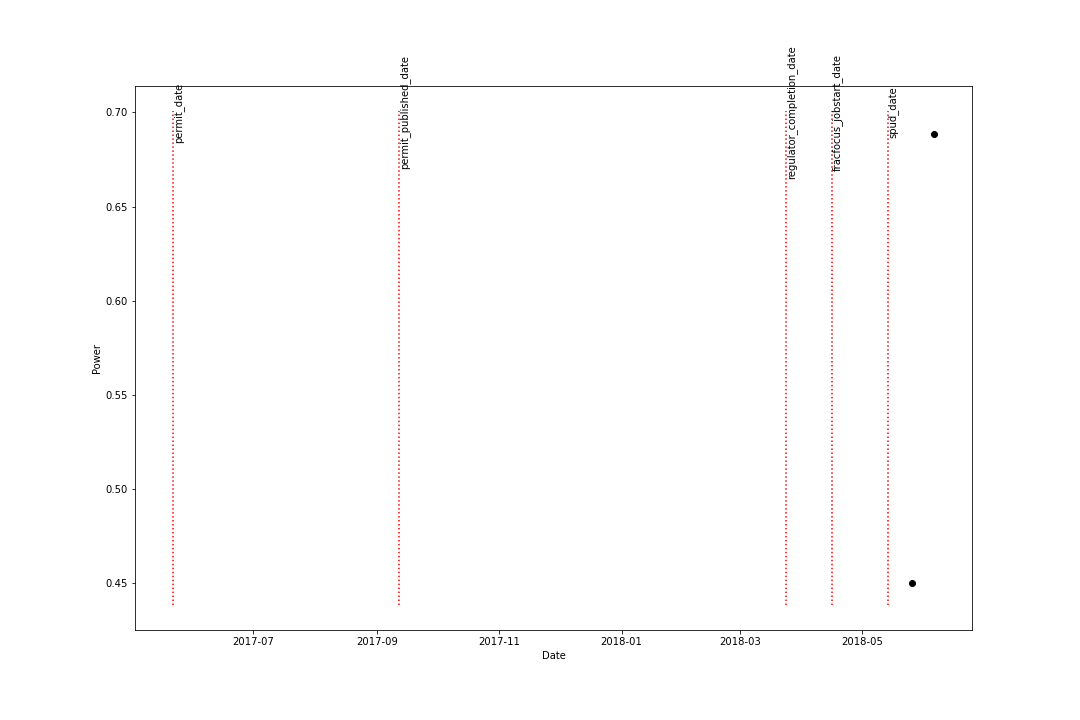 permit_date
permit_published_date
regulator_completion_date
fracfocus_jobstart_date
spud_date
0.70
0.65
0.60
0.55
0.50
0.45
Power
2017-07
2017-09
2017-11
2018-01
2018-03
2018-05
Date